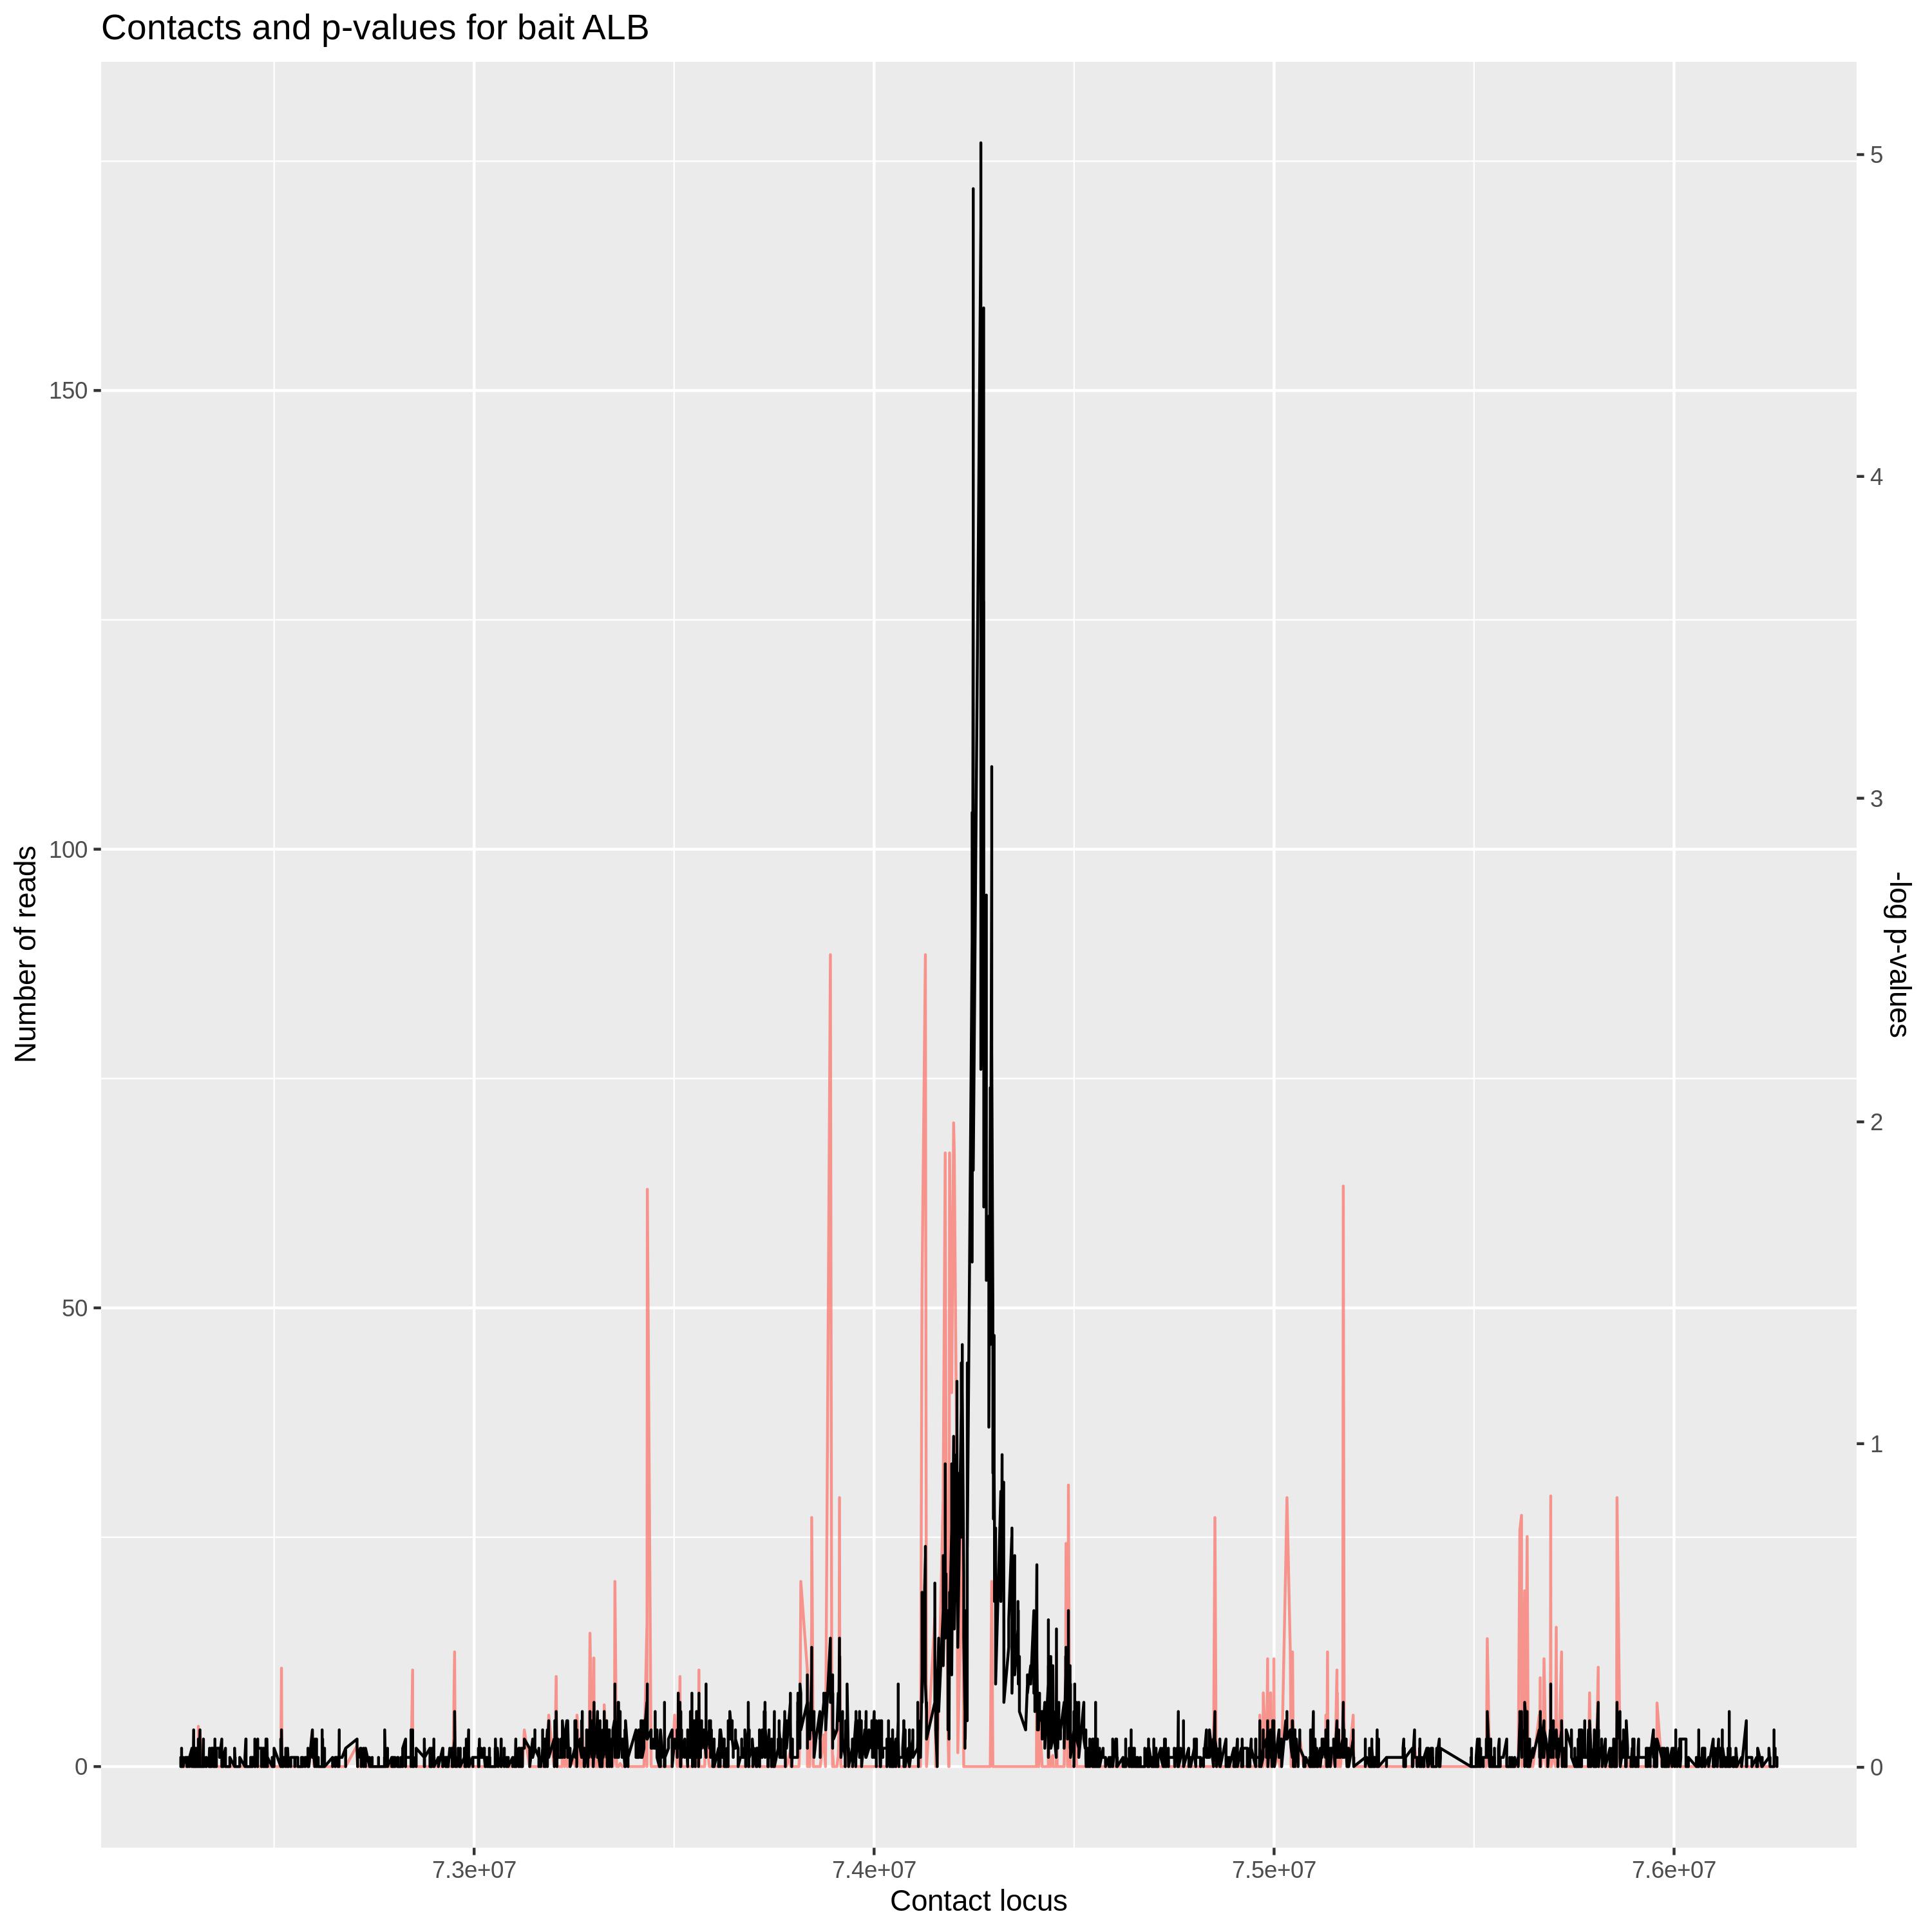 Contacts and p-values for bait ALB
Number of reads
150
100
50
0
5
4
3
2
1
0
-log p-values
7.3e+07 7.4e+07 7.5e+07 7.6e+07
Contact locus